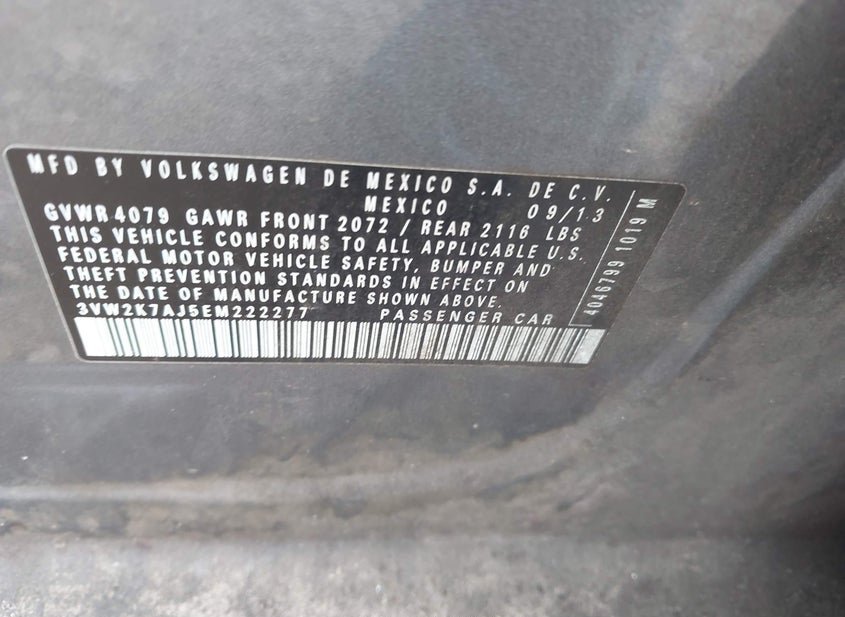 MFD BY VOLKSWAGEN DE MEXICO S.A. DE C.V.
MEXICO 09/13
GVWR 4079 GAWR FRONT 2072 / REAR 2116 LBS
THIS VEHICLE CONFORMS TO ALL APPLICABLE U.S.
FEDERAL MOTOR VEHICLE SAFETY, BUMPER AND
THEFT PREVENTION STANDARDS IN EFFECT ON
THE DATE OF MANUFACTURE SHOWN ABOVE.
3VW2K7AJ5EM222277 PASSENGER CAR
4046799 1019 M